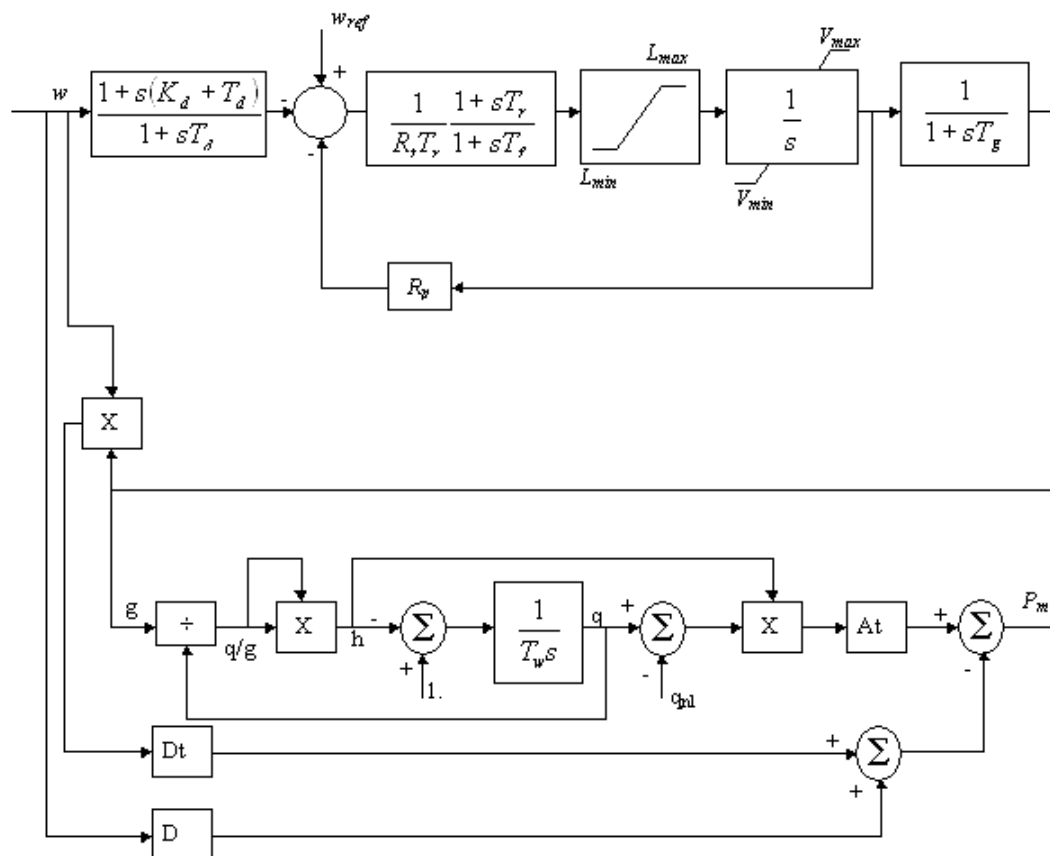 w_ref
w
1 + s(K_d + T_d)
1 + sT_d
-
+
-
1
R_r T_r
1 + sT_r
1 + sT_f
L_max
L_min
V_max
1
s
V_min
1
1 + sT_g
R_p
X
g
÷
q/g
X
h
-
Σ
+
1.
1
T_w s
q
+
Σ
-
q_nl
X
At
+
Σ
-
P_m
Dt
+
Σ
+
D